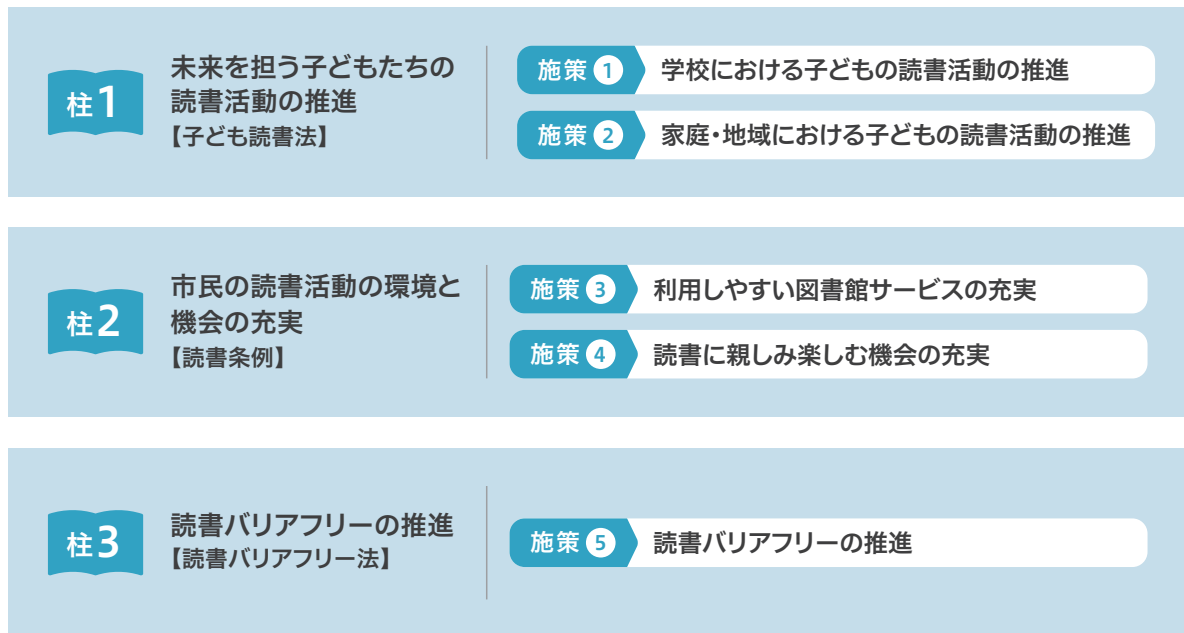 柱1
未来を担う子どもたちの
読書活動の推進
【子ども読書法】
施策 1 学校における子どもの読書活動の推進
施策 2 家庭・地域における子どもの読書活動の推進
柱2
市民の読書活動の環境と
機会の充実
【読書条例】
施策 3 利用しやすい図書館サービスの充実
施策 4 読書に親しみ楽しむ機会の充実
柱3
読書バリアフリーの推進
【読書バリアフリー法】
施策 5 読書バリアフリーの推進